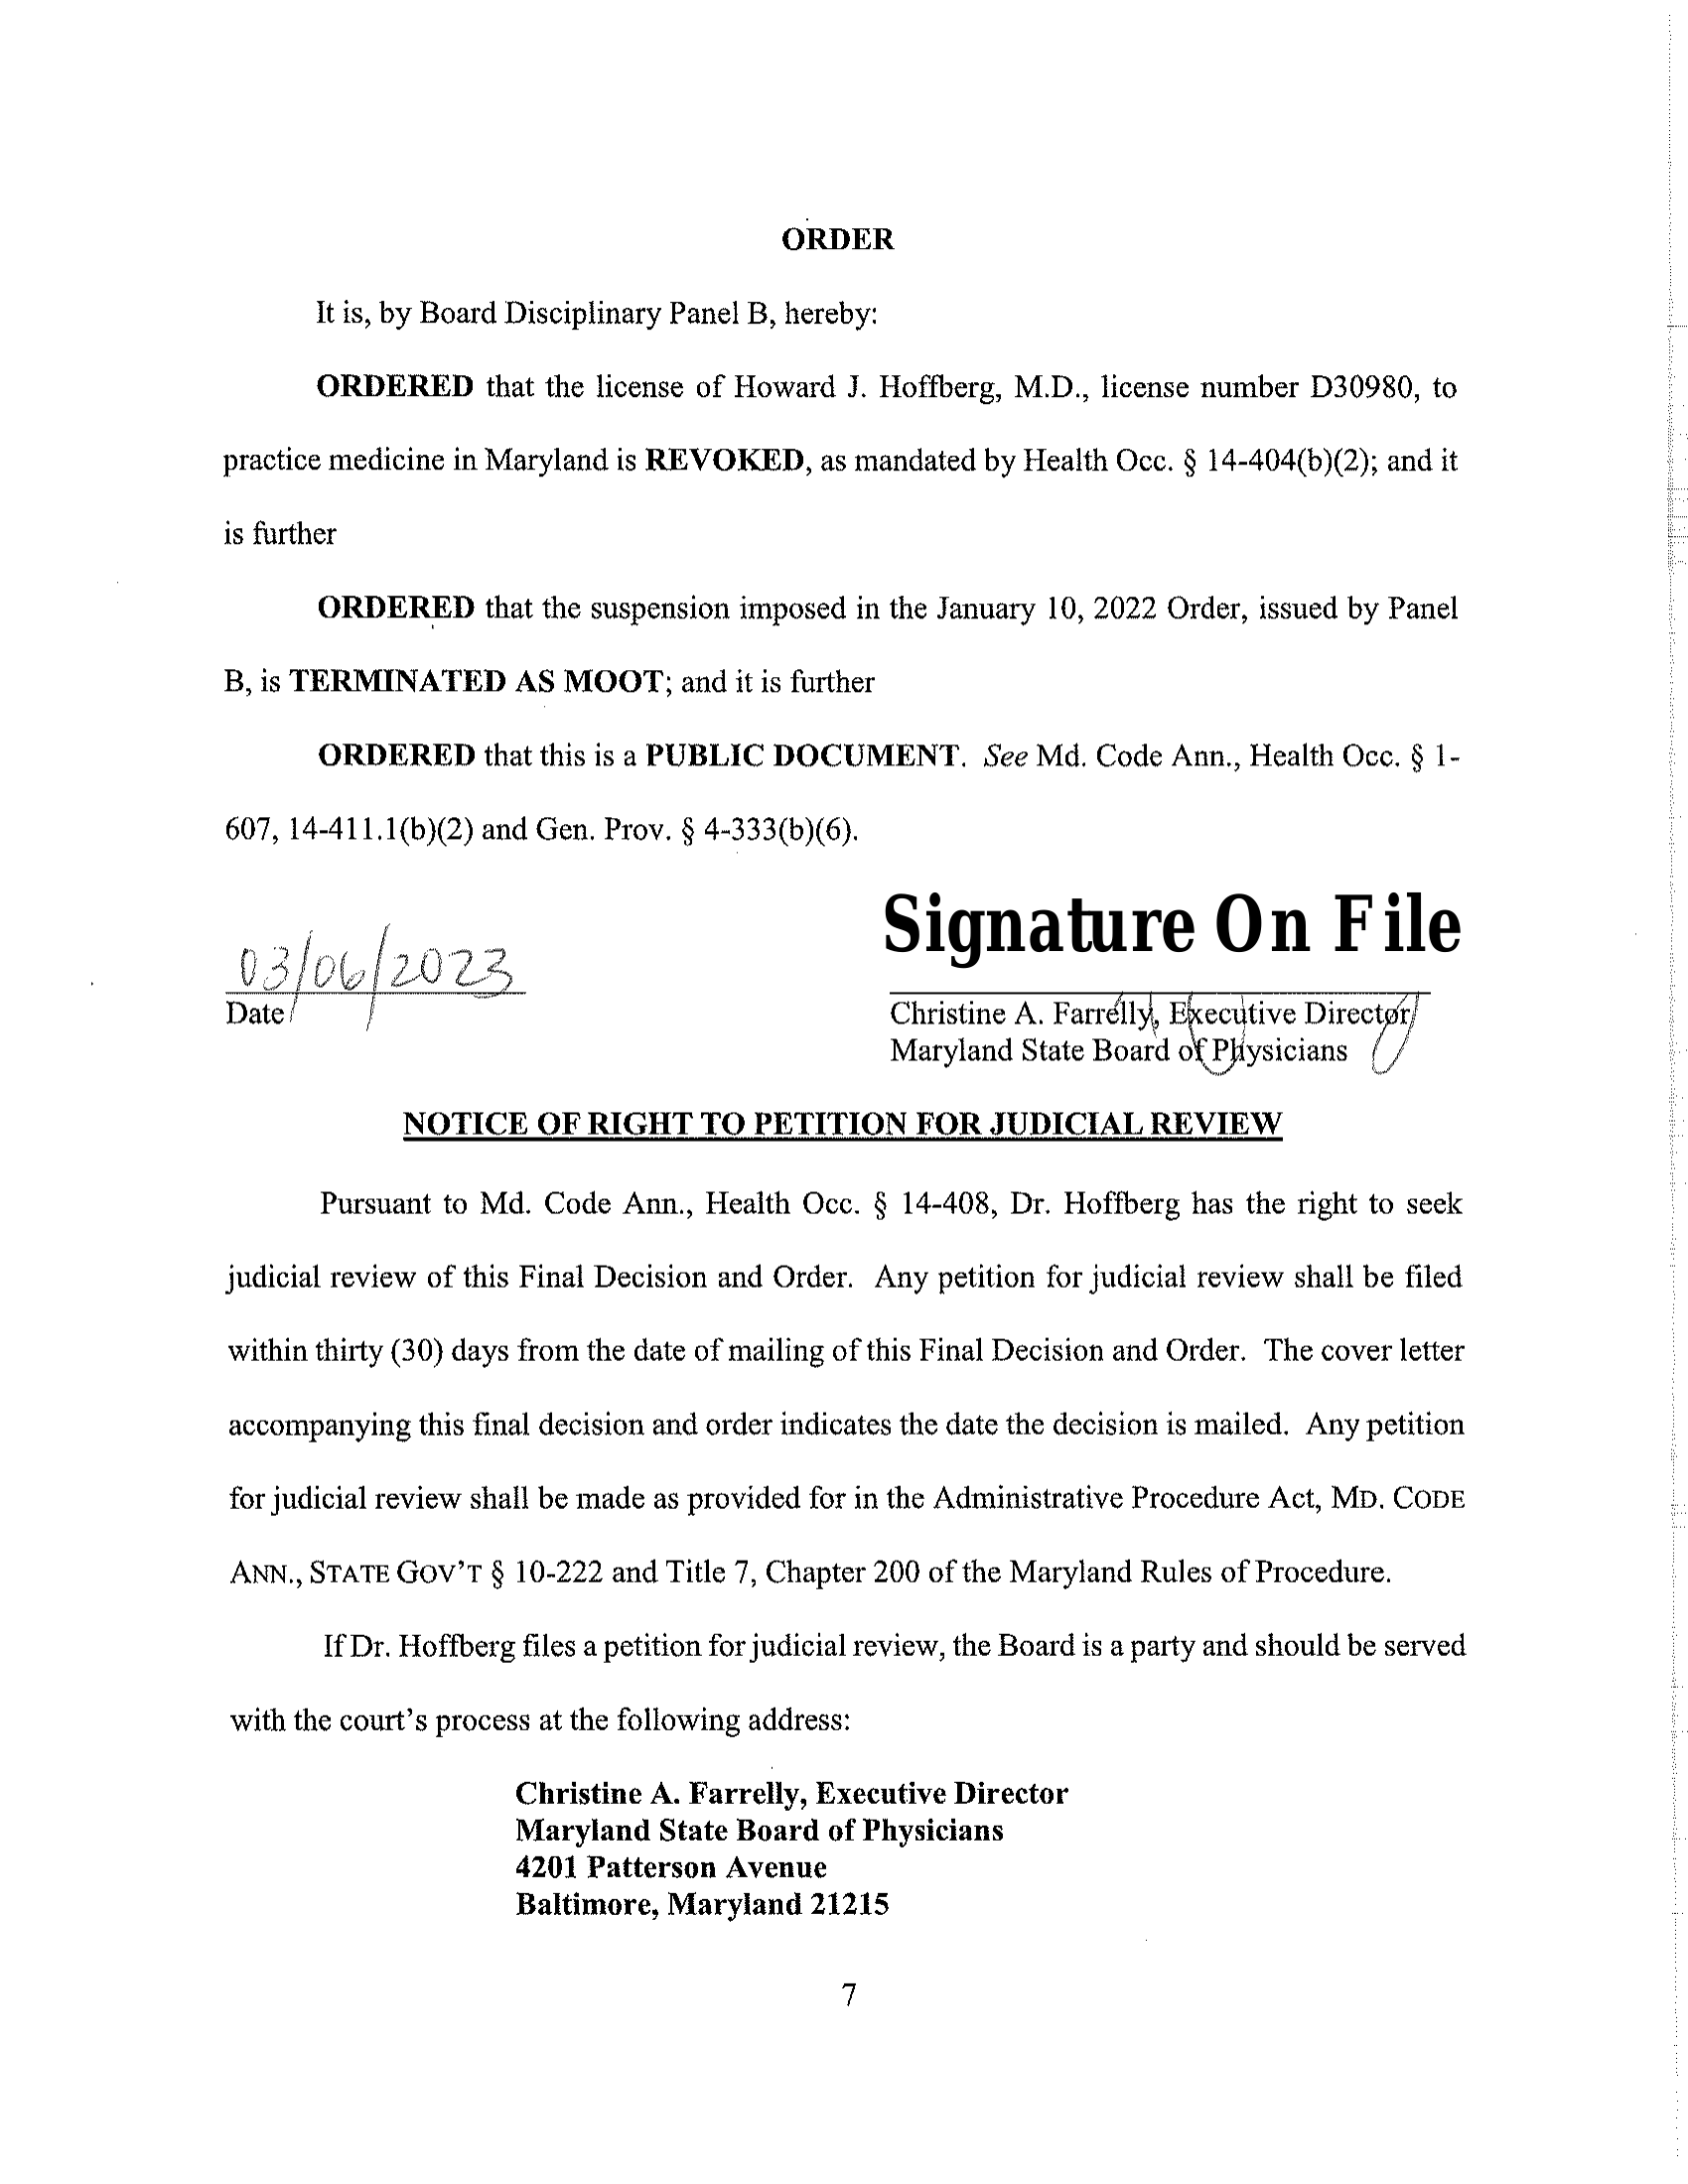 ORDER
It is, by Board Disciplinary Panel B, hereby:
ORDERED that the license of Howard J. Hoffberg, M.D., license number D30980, to
practice medicine in Maryland is REVOKED, as mandated by Health Occ. § 14-404(b)(2); and it
is further
ORDERED that the suspension imposed in the January 10, 2022 Order, issued by Panel
B, is TERMINATED AS MOOT; and it is further
ORDERED that this is a PUBLIC DOCUMENT. See Md. Code Ann., Health Occ. § 1-
607, 14-411.1(b)(2) and Gen. Prov. § 4-333(b)(6).
Signature On File
03/06/2023
Date
Christine A. Farrelly, Executive Director
Maryland State Board of Physicians
NOTICE OF RIGHT TO PETITION FOR JUDICIAL REVIEW
Pursuant to Md. Code Ann., Health Occ. § 14-408, Dr. Hoffberg has the right to seek
judicial review of this Final Decision and Order. Any petition for judicial review shall be filed
within thirty (30) days from the date of mailing of this Final Decision and Order. The cover letter
accompanying this final decision and order indicates the date the decision is mailed. Any petition
for judicial review shall be made as provided for in the Administrative Procedure Act, MD. CODE
ANN., STATE GOV'T § 10-222 and Title 7, Chapter 200 of the Maryland Rules of Procedure.
If Dr. Hoffberg files a petition for judicial review, the Board is a party and should be served
with the court's process at the following address:
Christine A. Farrelly, Executive Director
Maryland State Board of Physicians
4201 Patterson Avenue
Baltimore, Maryland 21215
7